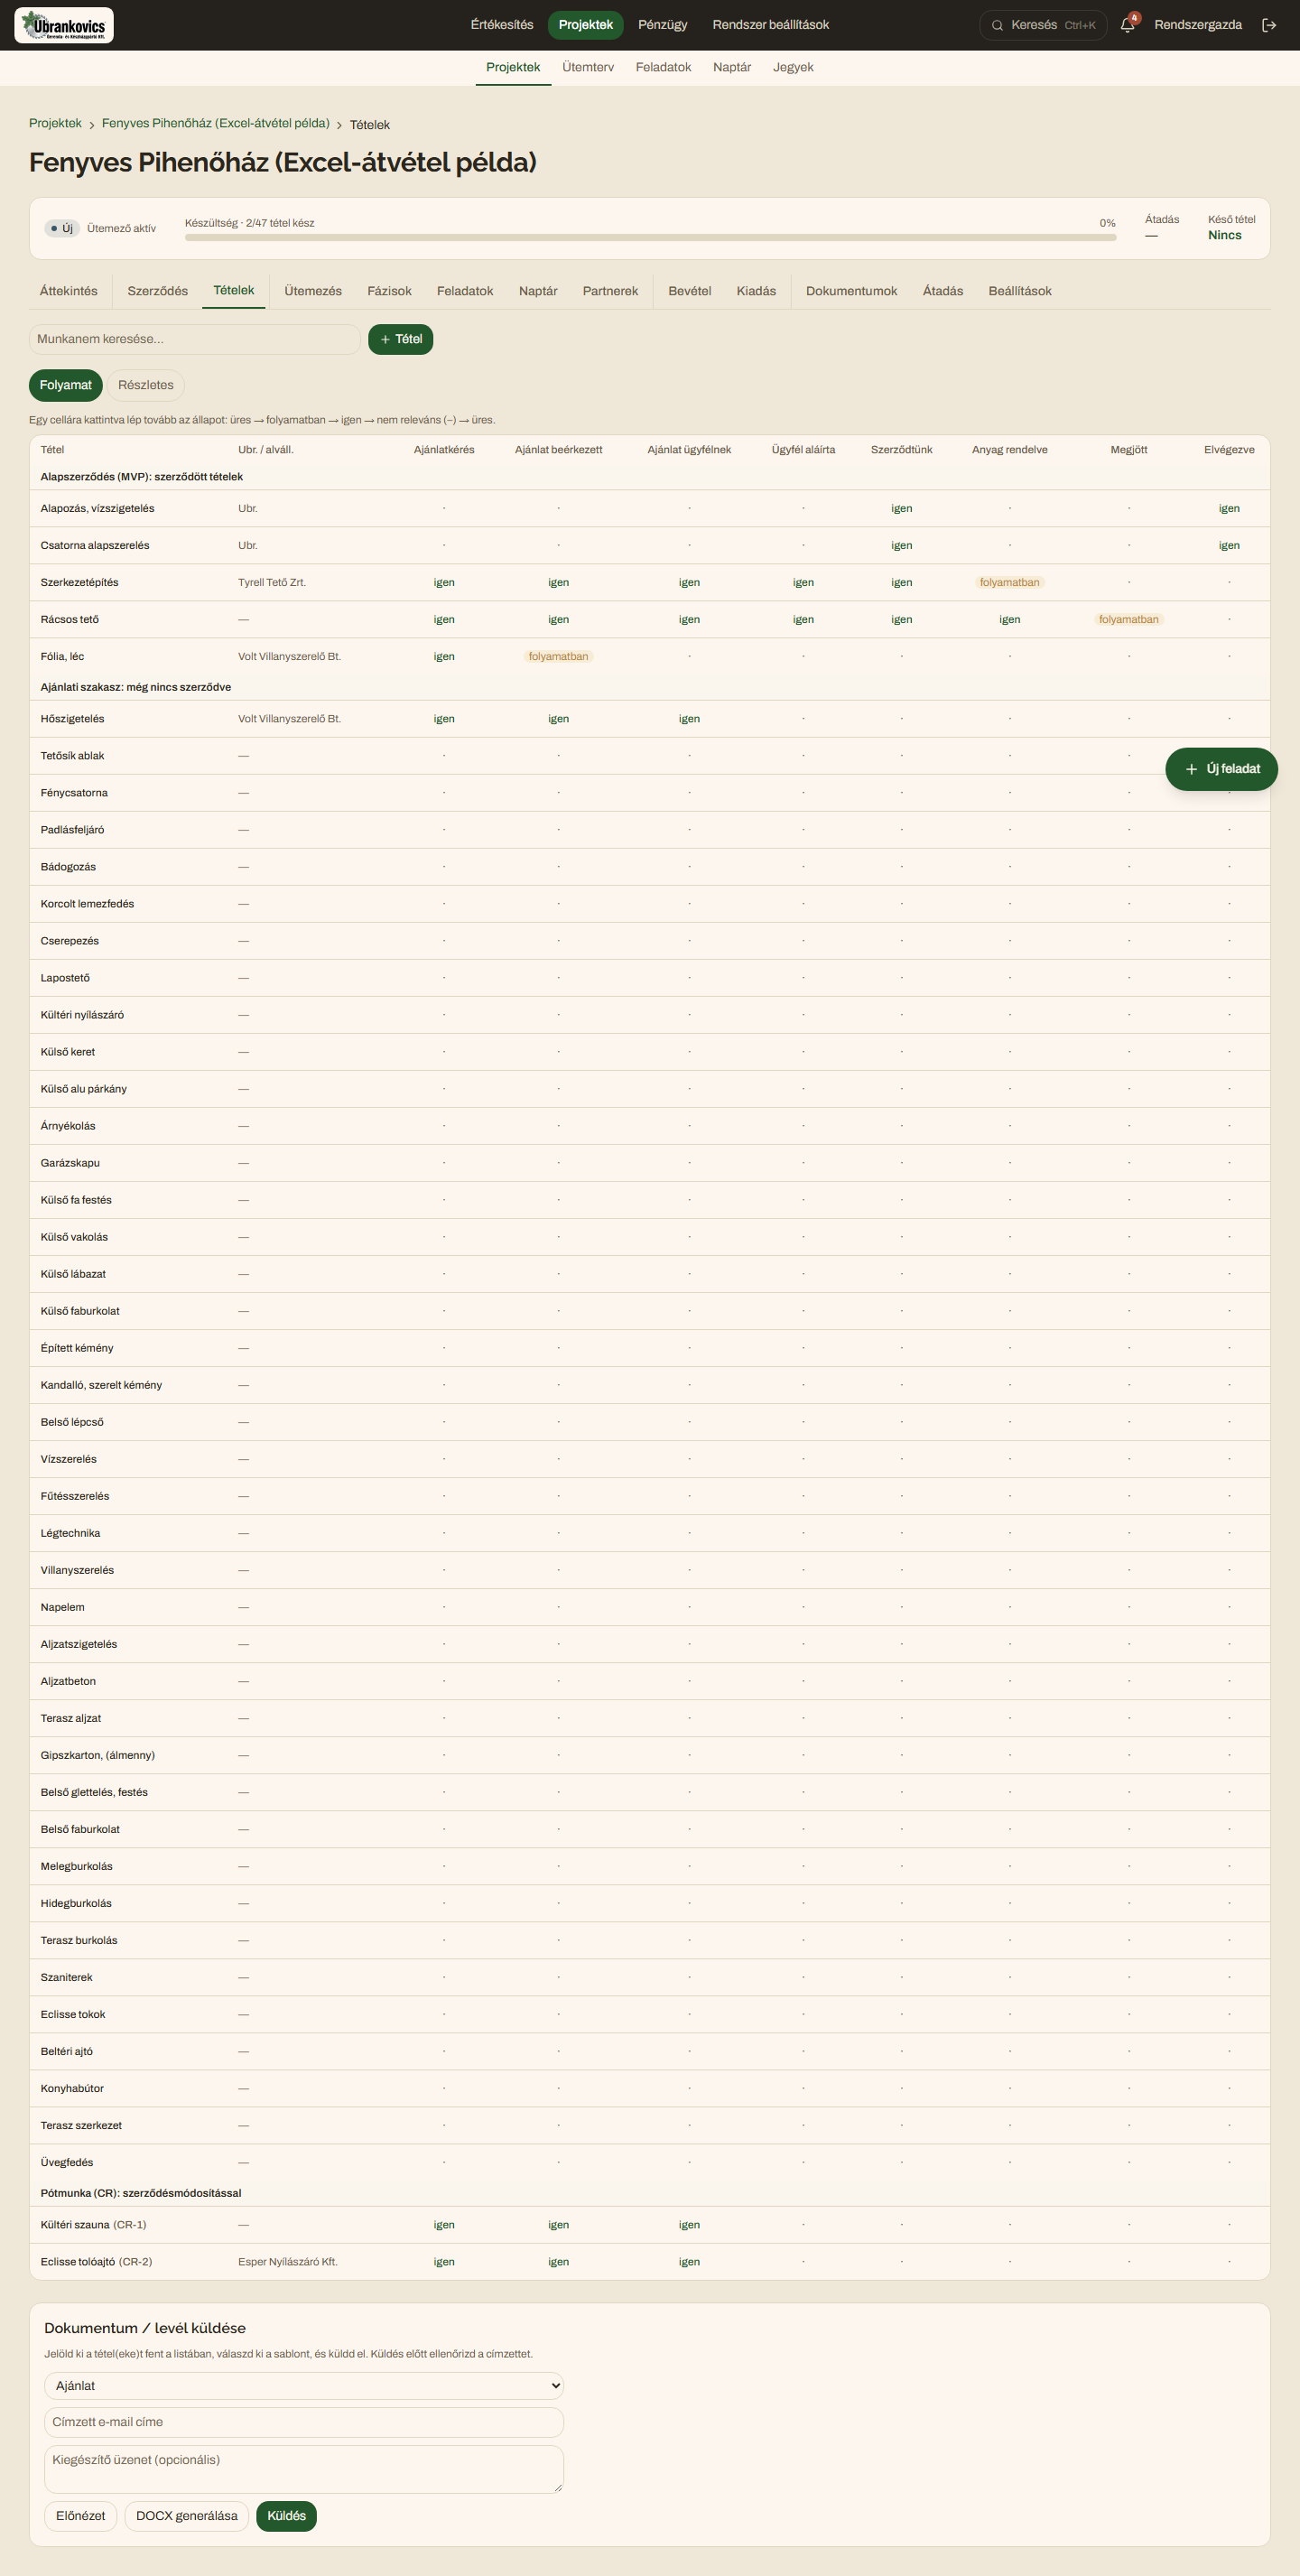 Ubrankovics
Értékesítés Projektek Pénzügy Rendszer beállítások Keresés Ctrl+K 4 Rendszergazda
Projektek Ütemterv Feladatok Naptár Jegyek
Projektek › Fenyves Pihenőház (Excel-átvétel példa) › Tételek
Fenyves Pihenőház (Excel-átvétel példa)
Új Ütemező aktív Készültség · 2/47 tétel kész 0% Átadás — Késő tétel Nincs
Áttekintés Szerződés Tételek Ütemezés Fázisok Feladatok Naptár Partnerek Bevétel Kiadás Dokumentumok Átadás Beállítások
Munkanem keresése... + Tétel
Folyamat Részletes
Egy cellára kattintva lép tovább az állapot: üres → folyamatban → igen → nem releváns (–) → üres.
Tétel Ubr. / alváll. Ajánlatkérés Ajánlat beérkezett Ajánlat ügyfélnek Ügyfél aláírta Szerződtünk Anyag rendelve Megjött Elvégezve
Alapszerződés (MVP): szerződött tételek
Alapozás, vízszigetelés Ubr. · · · · igen · · igen
Csatorna alapszerelés Ubr. · · · · igen · · igen
Szerkezetépítés Tyrell Tető Zrt. igen igen igen igen igen folyamatban · ·
Rácsos tető — igen igen igen igen igen igen folyamatban ·
Fólia, léc Volt Villanyszerelő Bt. igen folyamatban · · · · · ·
Ajánlati szakasz: még nincs szerződve
Hőszigetelés Volt Villanyszerelő Bt. igen igen igen · · · · ·
Tetősík ablak — · · · · · · ·
+ Új feladat
Fénycsatorna — · · · · · · · ·
Padlásfeljáró — · · · · · · · ·
Bádogozás — · · · · · · · ·
Korcolt lemezfedés — · · · · · · · ·
Cserepezés — · · · · · · · ·
Lapostető — · · · · · · · ·
Kültéri nyílászáró — · · · · · · · ·
Külső keret — · · · · · · · ·
Külső alu párkány — · · · · · · · ·
Árnyékolás — · · · · · · · ·
Garázskapu — · · · · · · · ·
Külső fa festés — · · · · · · · ·
Külső vakolás — · · · · · · · ·
Külső lábazat — · · · · · · · ·
Külső faburkolat — · · · · · · · ·
Épített kémény — · · · · · · · ·
Kandalló, szerelt kémény — · · · · · · · ·
Belső lépcső — · · · · · · · ·
Vízszerelés — · · · · · · · ·
Fűtésszerelés — · · · · · · · ·
Légtechnika — · · · · · · · ·
Villanyszerelés — · · · · · · · ·
Napelem — · · · · · · · ·
Aljzatszigetelés — · · · · · · · ·
Aljzatbeton — · · · · · · · ·
Terasz aljzat — · · · · · · · ·
Gipszkarton, (álmenny) — · · · · · · · ·
Belső glettelés, festés — · · · · · · · ·
Belső faburkolat — · · · · · · · ·
Melegburkolás — · · · · · · · ·
Hidegburkolás — · · · · · · · ·
Terasz burkolás — · · · · · · · ·
Szaniterek — · · · · · · · ·
Eclisse tokok — · · · · · · · ·
Beltéri ajtó — · · · · · · · ·
Konyhabútor — · · · · · · · ·
Terasz szerkezet — · · · · · · · ·
Üvegfedés — · · · · · · · ·
Pótmunka (CR): szerződésmódosítással
Kültéri szauna (CR-1) — igen igen igen · · · · ·
Eclisse tolóajtó (CR-2) Esper Nyílászáró Kft. igen igen igen · · · · ·
Dokumentum / levél küldése
Jelöld ki a tétel(eke)t fent a listában, válaszd ki a sablont, és küldd el. Küldés előtt ellenőrizd a címzettet.
Ajánlat
Címzett e-mail címe
Kiegészítő üzenet (opcionális)
Előnézet DOCX generálása Küldés